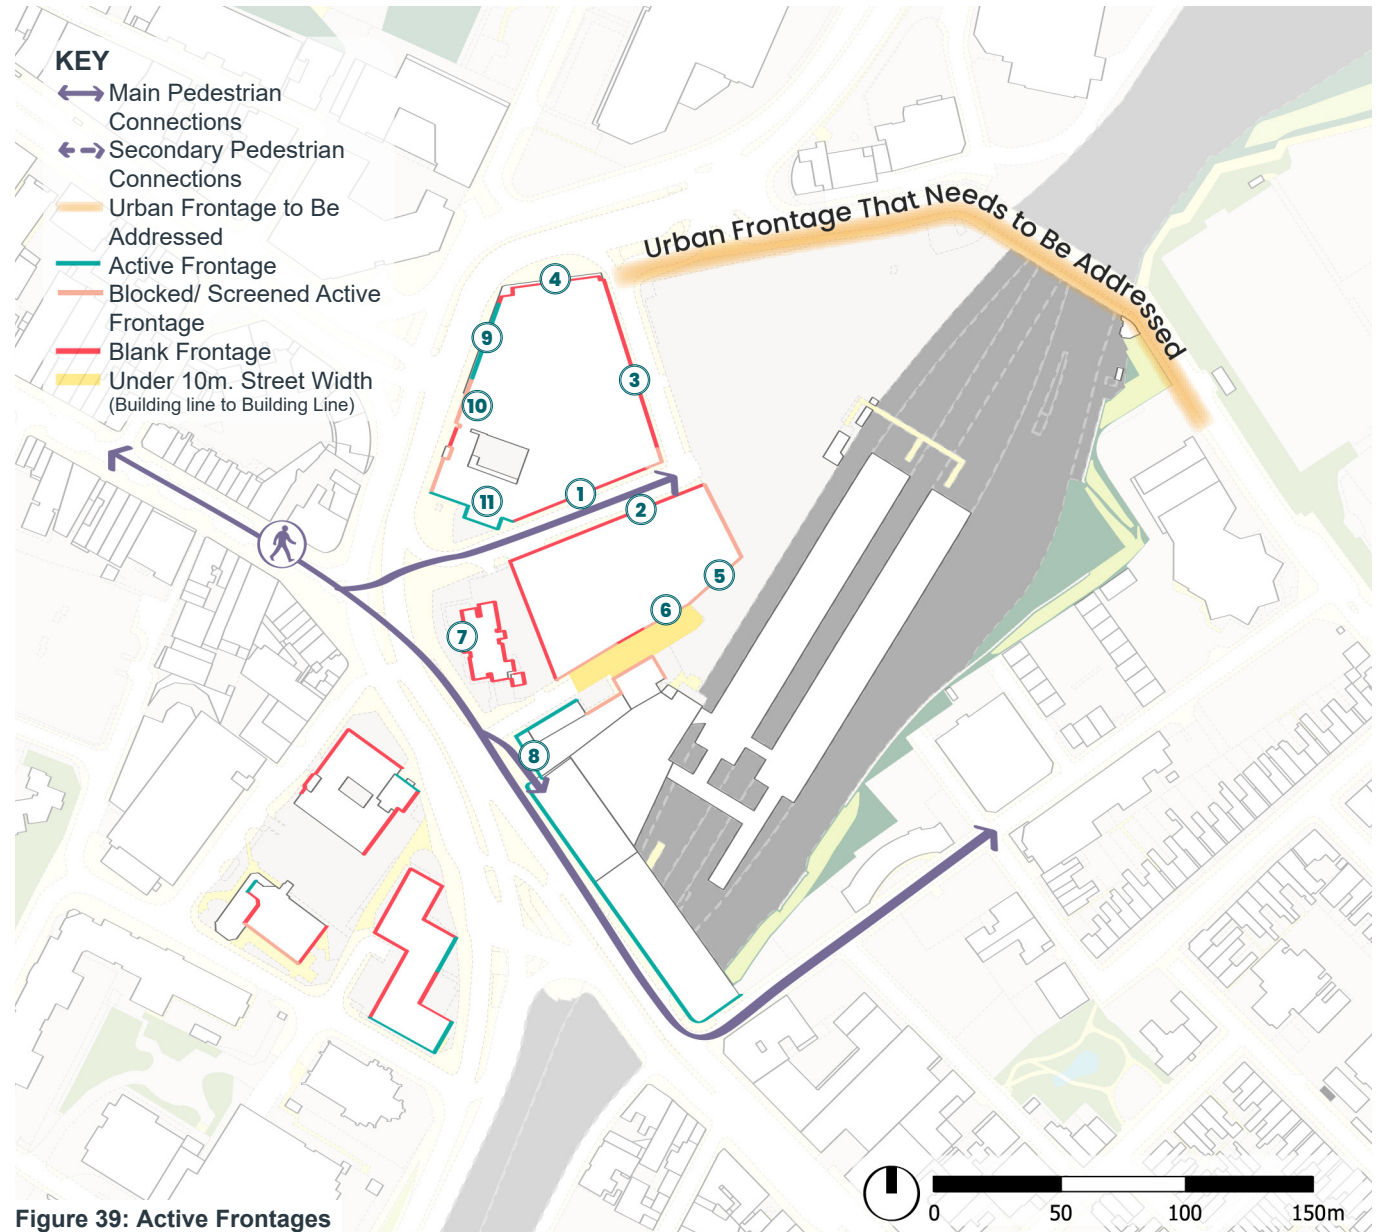 KEY
Main Pedestrian
Connections
Secondary Pedestrian
Connections
Urban Frontage to Be
Addressed
Active Frontage
Blocked/ Screened Active
Frontage
Blank Frontage
Under 10m. Street Width
(Building line to Building Line)
Urban Frontage That Needs to Be Addressed
4
9
3
10
11
1
2
5
6
7
8
0 50 100 150m
Figure 39: Active Frontages